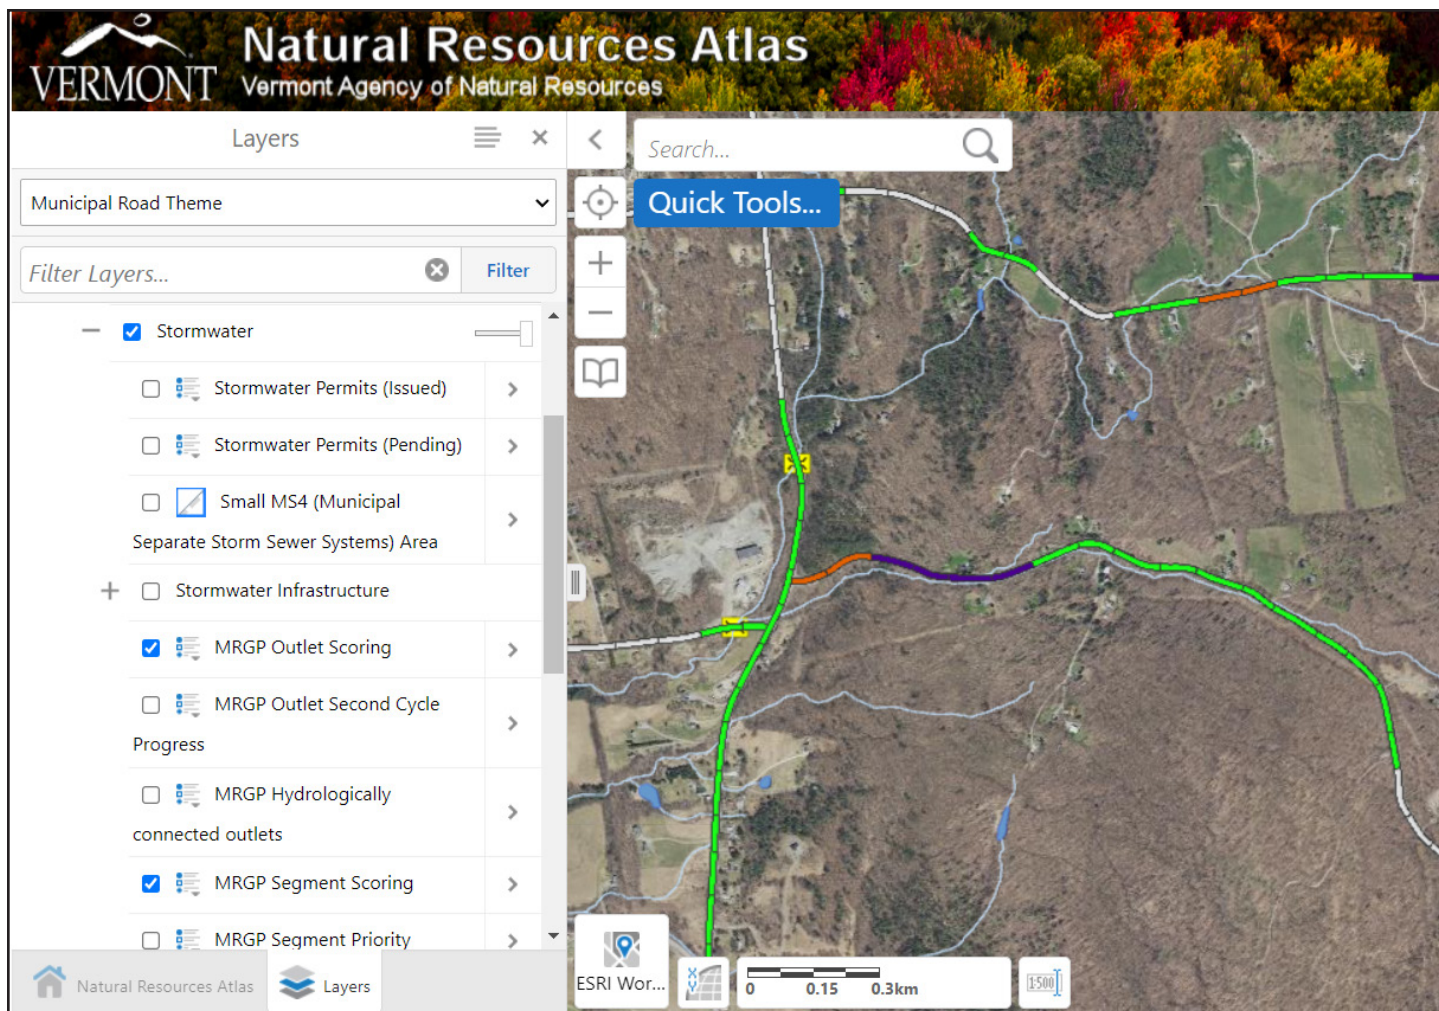 VERMONT
Natural Resources Atlas
Vermont Agency of Natural Resources
Layers
Search...
Municipal Road Theme
Quick Tools...
Filter Layers...
Filter
Stormwater
Stormwater Permits (Issued)
Stormwater Permits (Pending)
Small MS4 (Municipal
Separate Storm Sewer Systems) Area
Stormwater Infrastructure
MRGP Outlet Scoring
MRGP Outlet Second Cycle
Progress
MRGP Hydrologically
connected outlets
MRGP Segment Scoring
MRGP Segment Priority
Natural Resources Atlas
Layers
ESRI Wor...
X
Y
0 0.15 0.3km
1:500